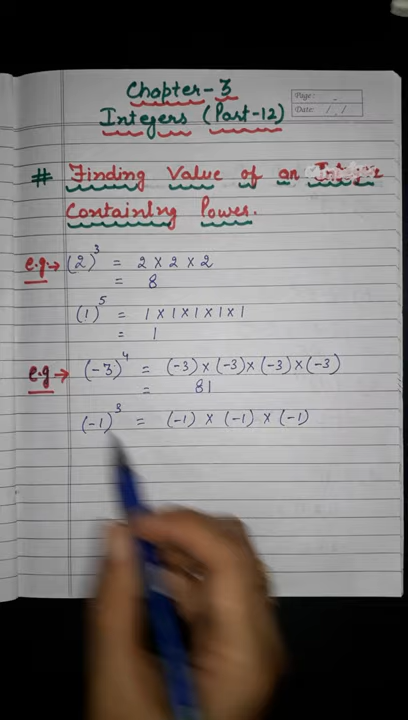 Chapter-3
Integers (Part-12)
Page :
Date: / /
# Finding Value of an Integer
Containing Power.
e.g→ (2)³ = 2 × 2 × 2
= 8
(1)⁵ = 1 × 1 × 1 × 1 × 1
= 1
e.g→ (-3)⁴ = (-3) × (-3) × (-3) × (-3)
= 81
(-1)³ = (-1) × (-1) × (-1)